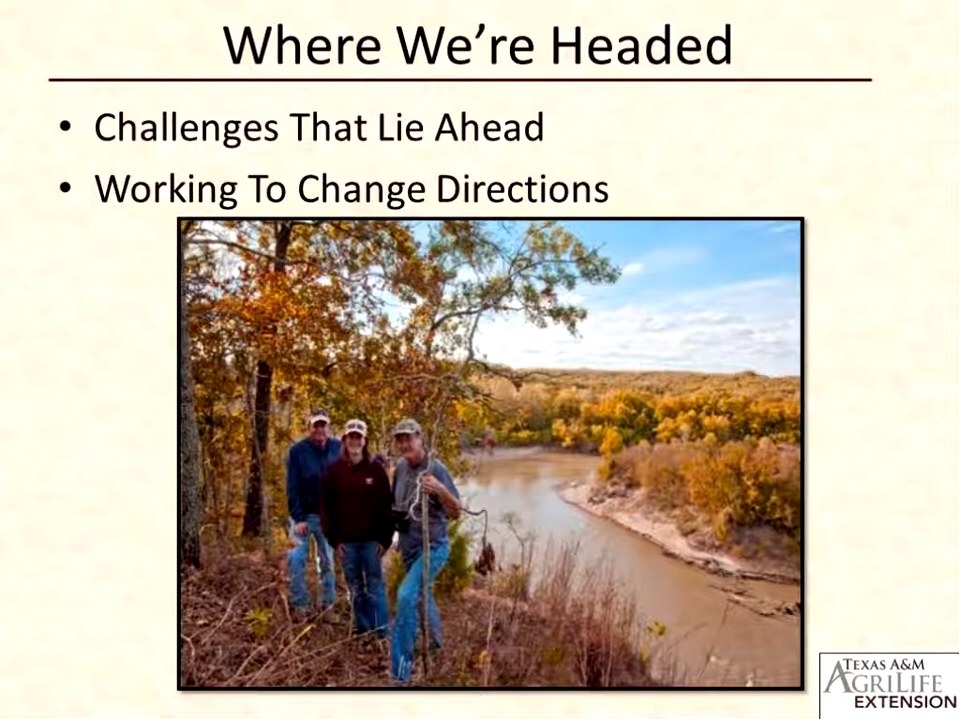 Where We're Headed
• Challenges That Lie Ahead
• Working To Change Directions
TEXAS A&M
AGRILIFE
EXTENSION